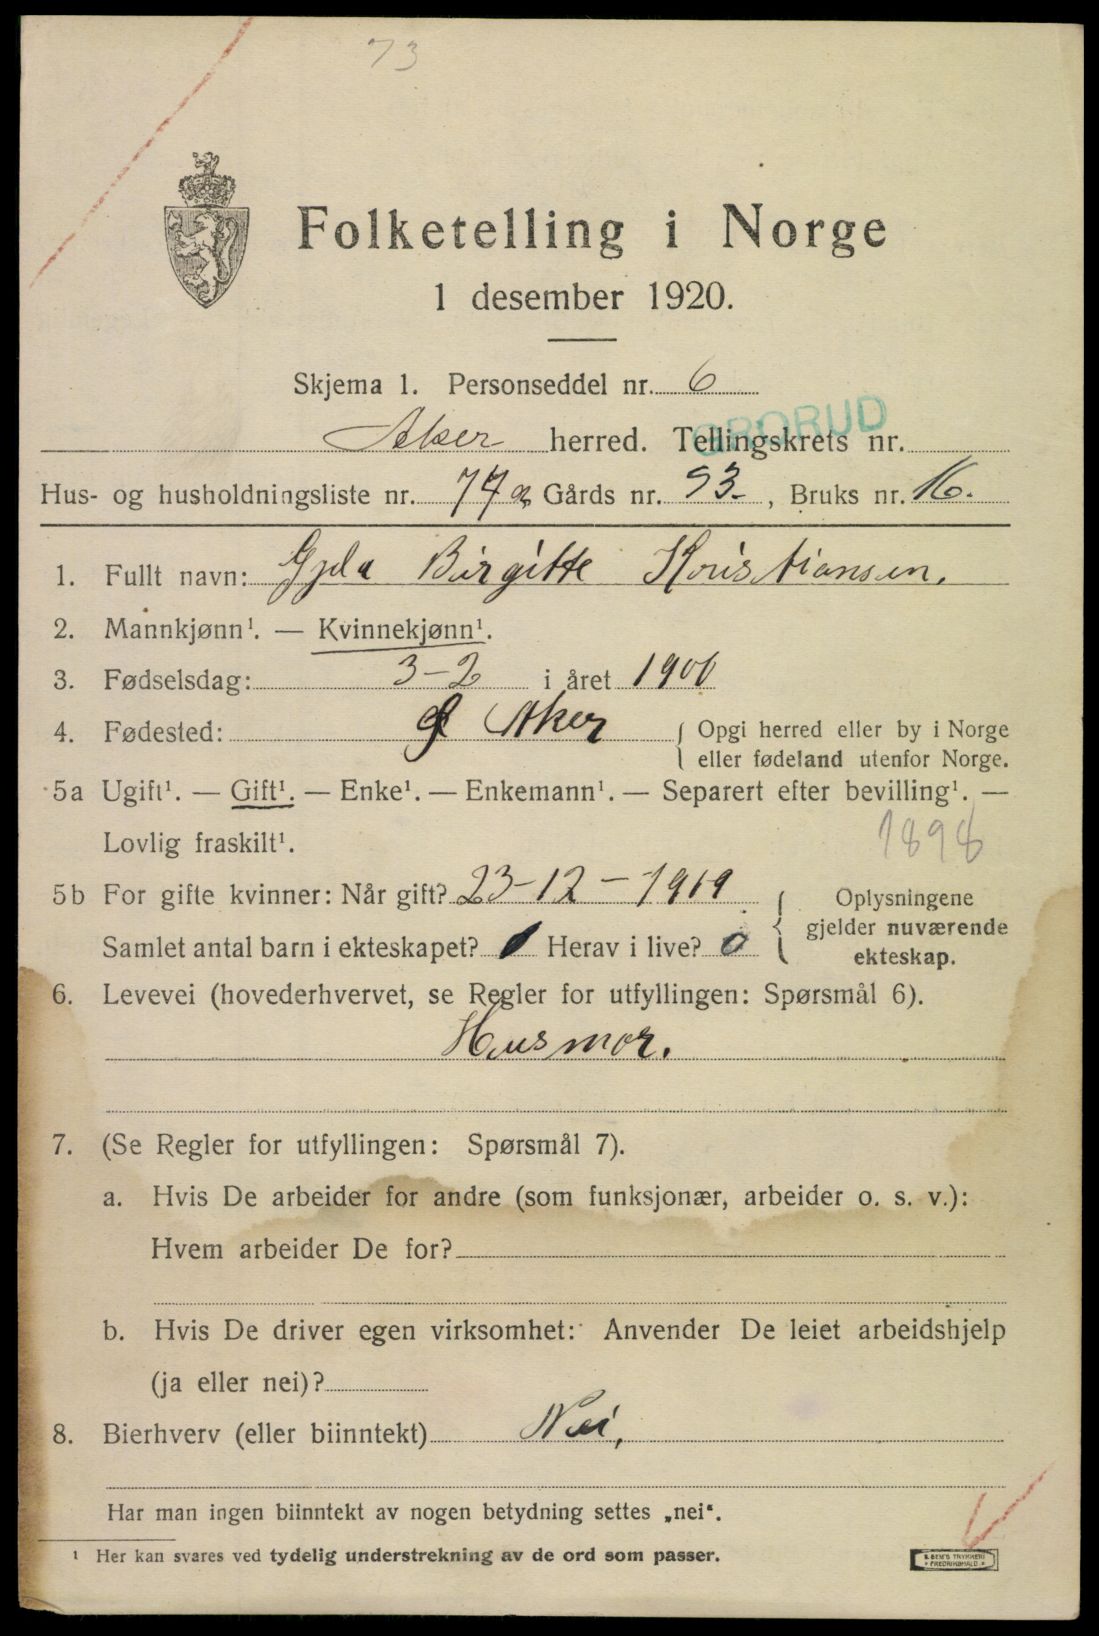 73
Folketelling i Norge
1 desember 1920.
Skjema 1. Personseddel nr. 6
GRORUD
Aker herred. Tellingskrets nr.
Hus- og husholdningsliste nr. 74a Gårds nr. 93 , Bruks nr. 16.
1. Fullt navn: Gyda Birgitte Kristiansen.
2. Mannkjønn¹. — Kvinnekjønn¹.
3. Fødselsdag: 3-2 i året 1900
4. Fødested: Aker { Opgi herred eller by i Norge
eller fødeland utenfor Norge.
5a Ugift¹. — Gift¹. — Enke¹. — Enkemann¹. — Separert efter bevilling¹. —
Lovlig fraskilt¹.
1898
5b For gifte kvinner: Når gift? 23-12-1919
Samlet antal barn i ekteskapet? Herav i live? 0
{ Oplysningene
gjelder nuværende
ekteskap.
6. Levevei (hovederhvervet, se Regler for utfyllingen: Spørsmål 6).
Husmor.
7. (Se Regler for utfyllingen: Spørsmål 7).
a. Hvis De arbeider for andre (som funksjonær, arbeider o. s. v.):
Hvem arbeider De for?
b. Hvis De driver egen virksomhet: Anvender De leiet arbeidshjelp
(ja eller nei)?
8. Bierhverv (eller biinntekt) Nei,
Har man ingen biinntekt av nogen betydning settes „nei“.
¹ Her kan svares ved tydelig understrekning av de ord som passer.
TRYKKERI
FREDRIKSHALD